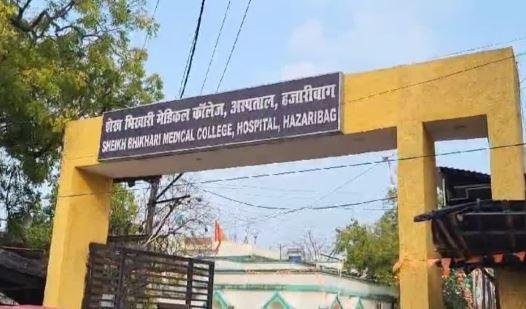 शेख भिखारी मेडिकल कॉलेज, अस्पताल, हजारीबाग
SHEIKH BHIKHARI MEDICAL COLLEGE, HOSPITAL, HAZARIBAG